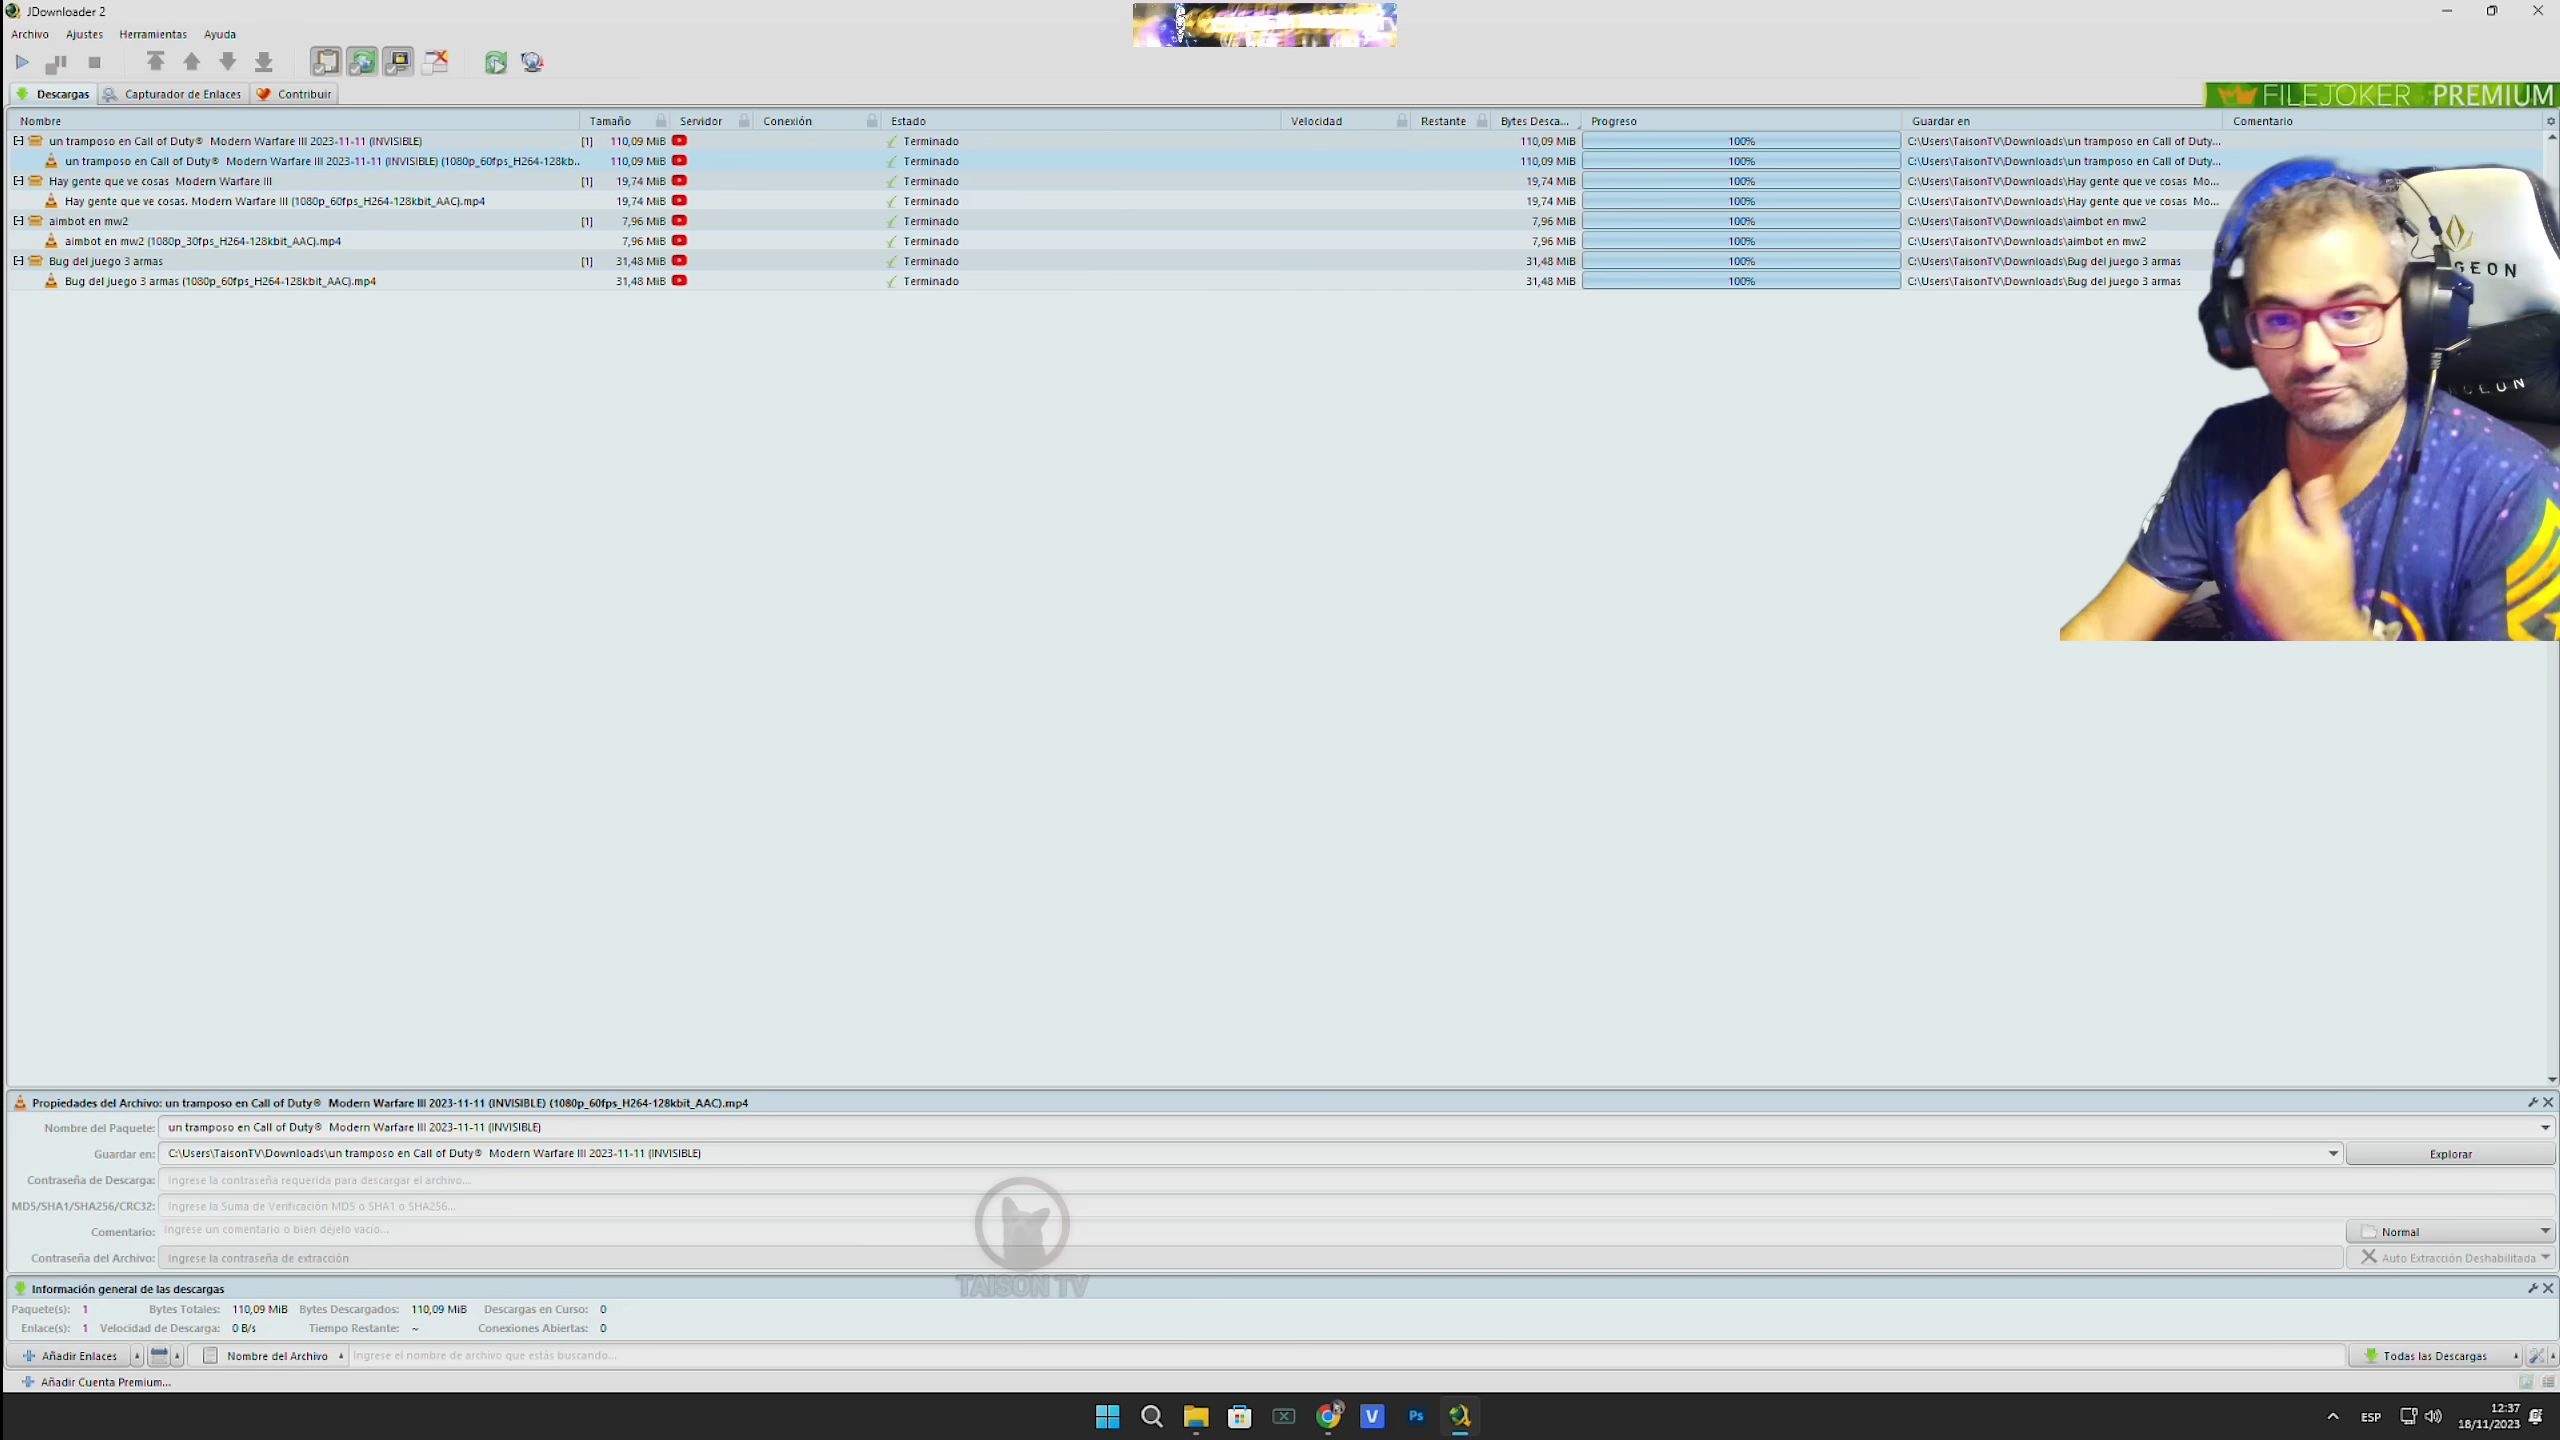 JDownloader 2
Archivo Ajustes Herramientas Ayuda
Descargas Capturador de Enlaces Contribuir
FILEJOKER PREMIUM
Nombre Tamaño Servidor Conexión Estado Velocidad Restante Bytes Desca... Progreso Guardar en Comentario
un tramposo en Call of Duty® Modern Warfare III 2023-11-11 (INVISIBLE) [1] 110,09 MiB Terminado 110,09 MiB 100% C:\Users\TaisonTV\Downloads\un tramposo en Call of Duty...
un tramposo en Call of Duty® Modern Warfare III 2023-11-11 (INVISIBLE) (1080p_60fps_H264-128kb.. 110,09 MiB Terminado 110,09 MiB 100% C:\Users\TaisonTV\Downloads\un tramposo en Call of Duty...
Hay gente que ve cosas Modern Warfare III [1] 19,74 MiB Terminado 19,74 MiB 100% C:\Users\TaisonTV\Downloads\Hay gente que ve cosas Mo...
Hay gente que ve cosas. Modern Warfare III (1080p_60fps_H264-128kbit_AAC).mp4 19,74 MiB Terminado 19,74 MiB 100% C:\Users\TaisonTV\Downloads\Hay gente que ve cosas Mo...
aimbot en mw2 [1] 7,96 MiB Terminado 7,96 MiB 100% C:\Users\TaisonTV\Downloads\aimbot en mw2
aimbot en mw2 (1080p_30fps_H264-128kbit_AAC).mp4 7,96 MiB Terminado 7,96 MiB 100% C:\Users\TaisonTV\Downloads\aimbot en mw2
Bug del juego 3 armas [1] 31,48 MiB Terminado 31,48 MiB 100% C:\Users\TaisonTV\Downloads\Bug del juego 3 armas
Bug del juego 3 armas (1080p_60fps_H264-128kbit_AAC).mp4 31,48 MiB Terminado 31,48 MiB 100% C:\Users\TaisonTV\Downloads\Bug del juego 3 armas
Propiedades del Archivo: un tramposo en Call of Duty® Modern Warfare III 2023-11-11 (INVISIBLE) (1080p_60fps_H264-128kbit_AAC).mp4
Nombre del Paquete: un tramposo en Call of Duty® Modern Warfare III 2023-11-11 (INVISIBLE)
Guardar en: C:\Users\TaisonTV\Downloads\un tramposo en Call of Duty® Modern Warfare III 2023-11-11 (INVISIBLE) Explorar
Contraseña de Descarga: Ingrese la contraseña requerida para descargar el archivo...
MD5/SHA1/SHA256/CRC32: Ingrese la Suma de Verificación MD5 o SHA1 o SHA256...
Comentario: Ingrese un comentario o bien déjelo vacío... Normal
Contraseña del Archivo: Ingrese la contraseña de extracción Auto Extracción Deshabilitada
TAISON TV
Información general de las descargas
Paquete(s): 1 Bytes Totales: 110,09 MiB Bytes Descargados: 110,09 MiB Descargas en Curso: 0
Enlace(s): 1 Velocidad de Descarga: 0 B/s Tiempo Restante: ~ Conexiones Abiertas: 0
Añadir Enlaces Nombre del Archivo Ingrese el nombre de archivo que estás buscando... Todas las Descargas
Añadir Cuenta Premium...
V Ps ESP 12:37
18/11/2023